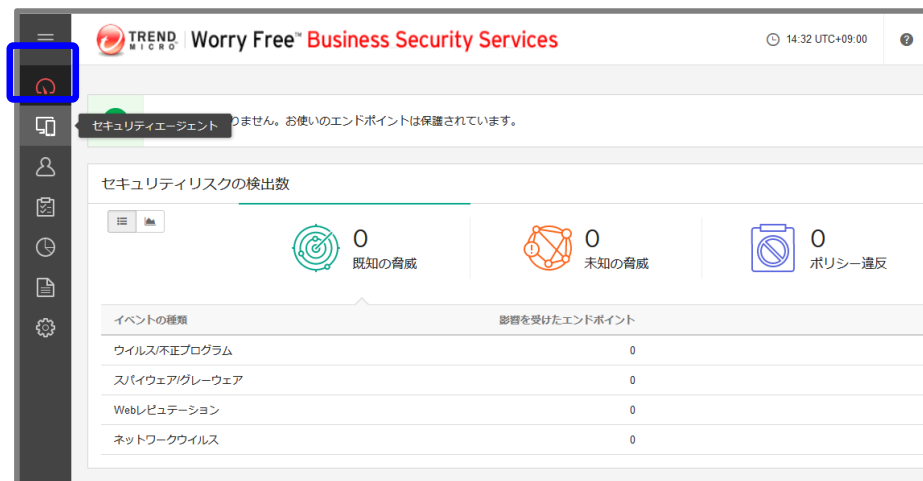 TREND MICRO Worry Free™ Business Security Services
14:32 UTC+09:00
セキュリティエージェント
りません。お使いのエンドポイントは保護されています。
セキュリティリスクの検出数
0
既知の脅威
0
未知の脅威
0
ポリシー違反
イベントの種類 影響を受けたエンドポイント
ウイルス/不正プログラム 0
スパイウェア/グレーウェア 0
Webレピュテーション 0
ネットワークウイルス 0